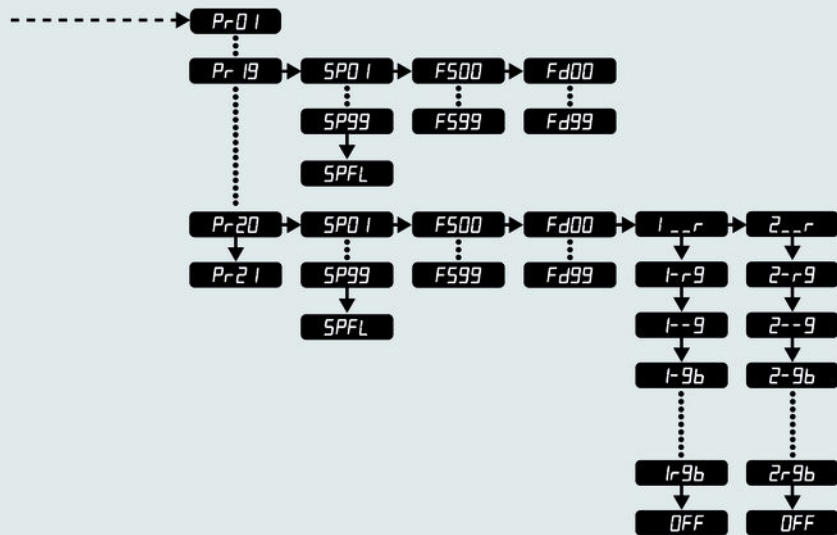 Pr01
Pr19 SP01 FS00 Fd00
SP99 FS99 Fd99
SPFL
Pr20 SP01 FS00 Fd00 1__r 2__r
Pr21 SP99 FS99 Fd99 1-r9 2-r9
SPFL 1--9 2--9
1-9b 2-9b
1r9b 2r9b
OFF OFF